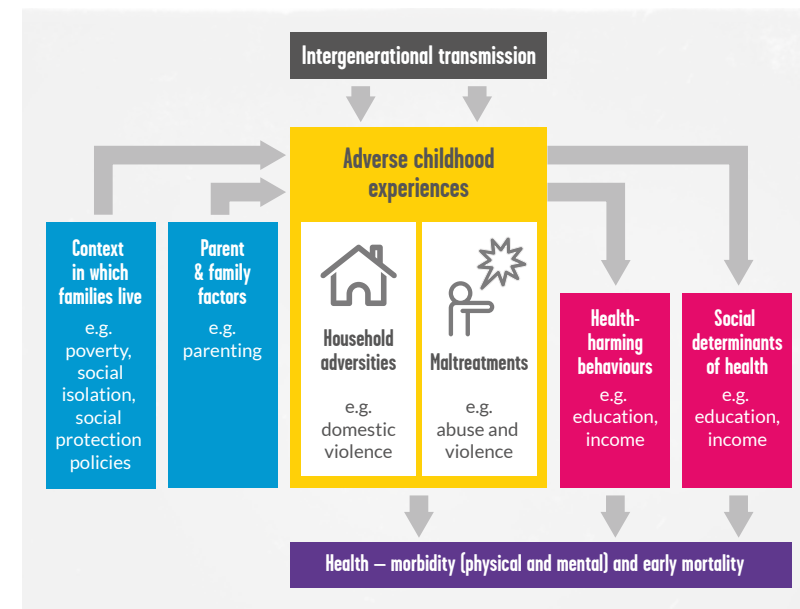 Intergenerational transmission
Adverse childhood
experiences
Context
in which
families live
e.g.
poverty,
social
isolation,
social
protection
policies
Parent
& family
factors
e.g.
parenting
Household
adversities
e.g.
domestic
violence
Maltreatments
e.g.
abuse and
violence
Health-
harming
behaviours
e.g.
education,
income
Social
determinants
of health
e.g.
education,
income
Health – morbidity (physical and mental) and early mortality